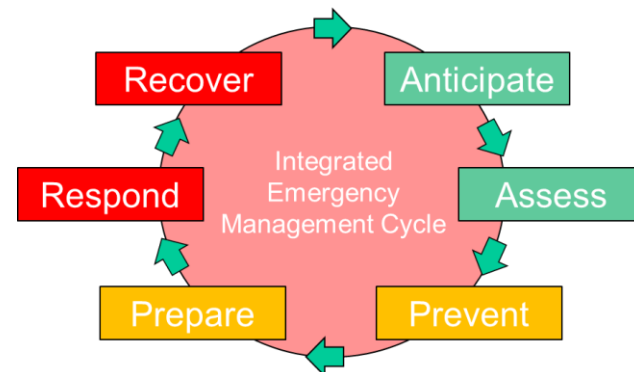 Recover
Anticipate
Integrated
Emergency
Management Cycle
Respond
Assess
Prepare
Prevent